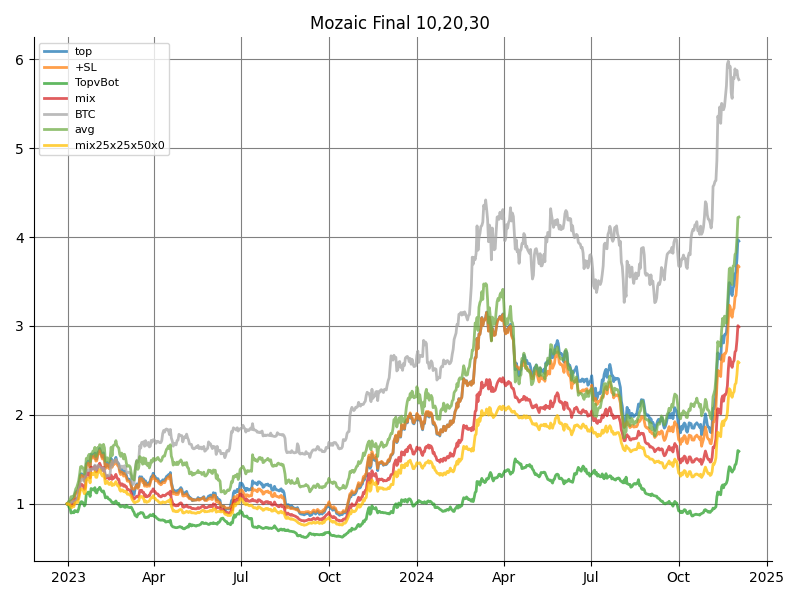 Mozaic Final 10,20,30
top
+SL
TopvBot
mix
BTC
avg
mix25x25x50x0
6
5
4
3
2
1
2023 Apr Jul Oct 2024 Apr Jul Oct 2025